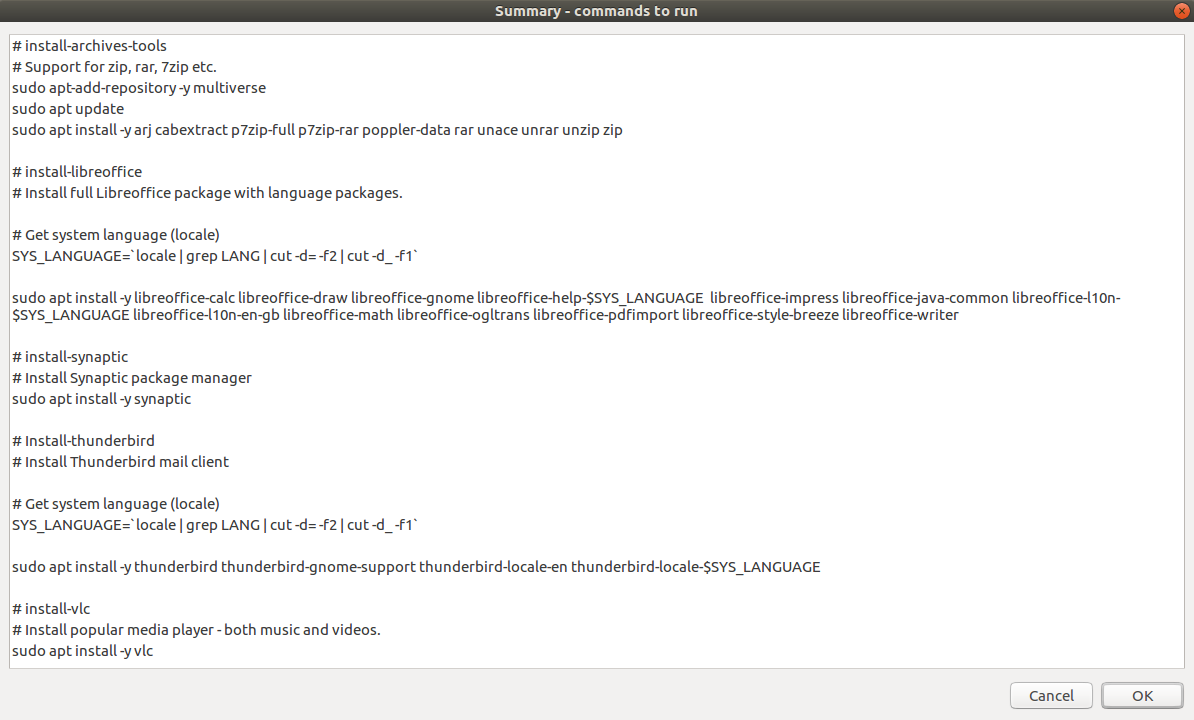 Summary - commands to run
# install-archives-tools
# Support for zip, rar, 7zip etc.
sudo apt-add-repository -y multiverse
sudo apt update
sudo apt install -y arj cabextract p7zip-full p7zip-rar poppler-data rar unace unrar unzip zip
# install-libreoffice
# Install full Libreoffice package with language packages.
# Get system language (locale)
SYS_LANGUAGE=`locale | grep LANG | cut -d= -f2 | cut -d_ -f1`
sudo apt install -y libreoffice-calc libreoffice-draw libreoffice-gnome libreoffice-help-$SYS_LANGUAGE  libreoffice-impress libreoffice-java-common libreoffice-l10n-
$SYS_LANGUAGE libreoffice-l10n-en-gb libreoffice-math libreoffice-ogltrans libreoffice-pdfimport libreoffice-style-breeze libreoffice-writer
# install-synaptic
# Install Synaptic package manager
sudo apt install -y synaptic
# Install-thunderbird
# Install Thunderbird mail client
# Get system language (locale)
SYS_LANGUAGE=`locale | grep LANG | cut -d= -f2 | cut -d_ -f1`
sudo apt install -y thunderbird thunderbird-gnome-support thunderbird-locale-en thunderbird-locale-$SYS_LANGUAGE
# install-vlc
# Install popular media player - both music and videos.
sudo apt install -y vlc
Cancel OK